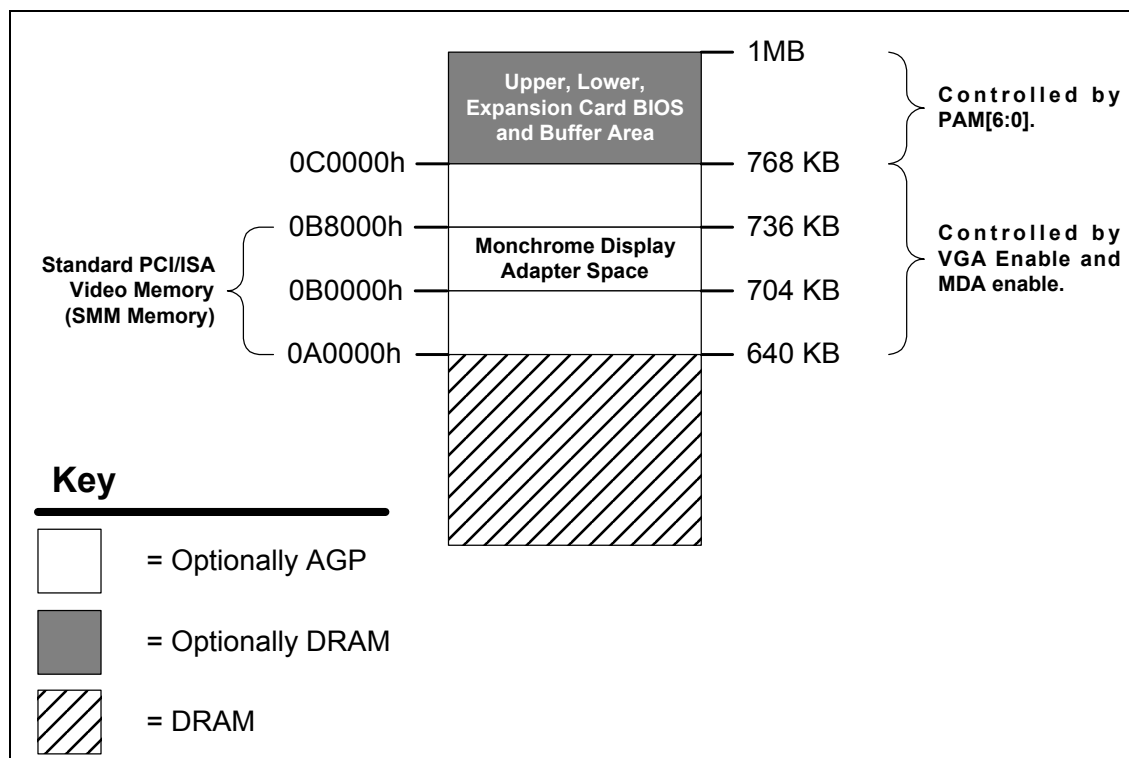 1MB
Upper, Lower,
Expansion Card BIOS
and Buffer Area
Controlled by
PAM[6:0].
0C0000h
768 KB
0B8000h
736 KB
Standard PCI/ISA
Video Memory
(SMM Memory)
Monchrome Display
Adapter Space
Controlled by
VGA Enable and
MDA enable.
0B0000h
704 KB
0A0000h
640 KB
Key
= Optionally AGP
= Optionally DRAM
= DRAM